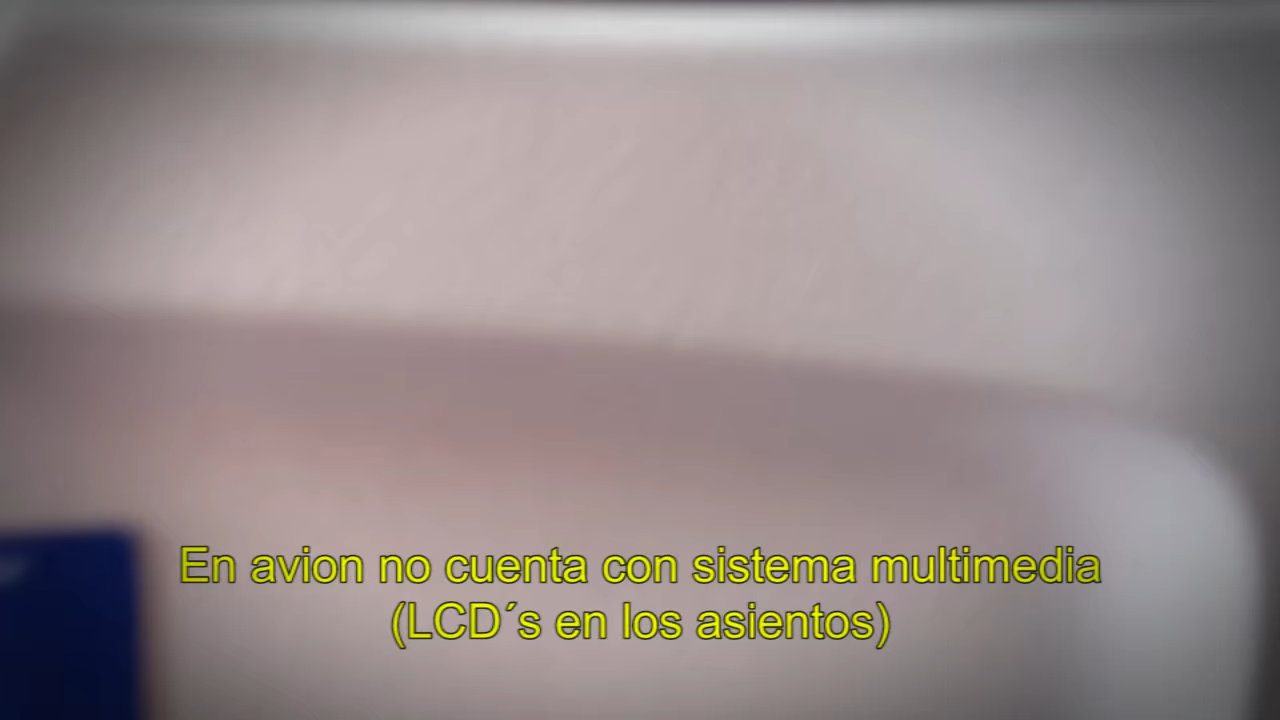 En avion no cuenta con sistema multimedia
(LCD´s en los asientos)